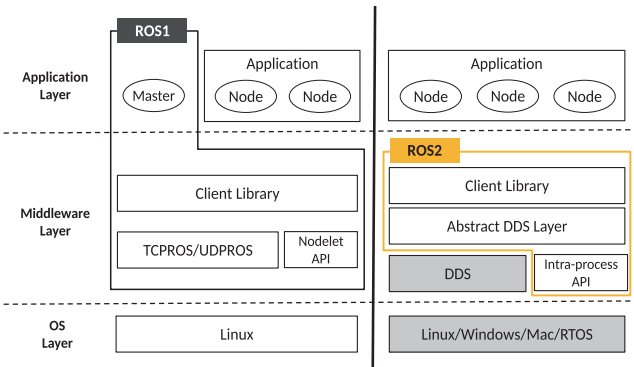 ROS1
Application
Layer
Master
Application
Node
Node
Application
Node
Node
Node
Middleware
Layer
Client Library
TCPROS/UDPROS
Nodelet
API
ROS2
Client Library
Abstract DDS Layer
DDS
Intra-process
API
OS
Layer
Linux
Linux/Windows/Mac/RTOS